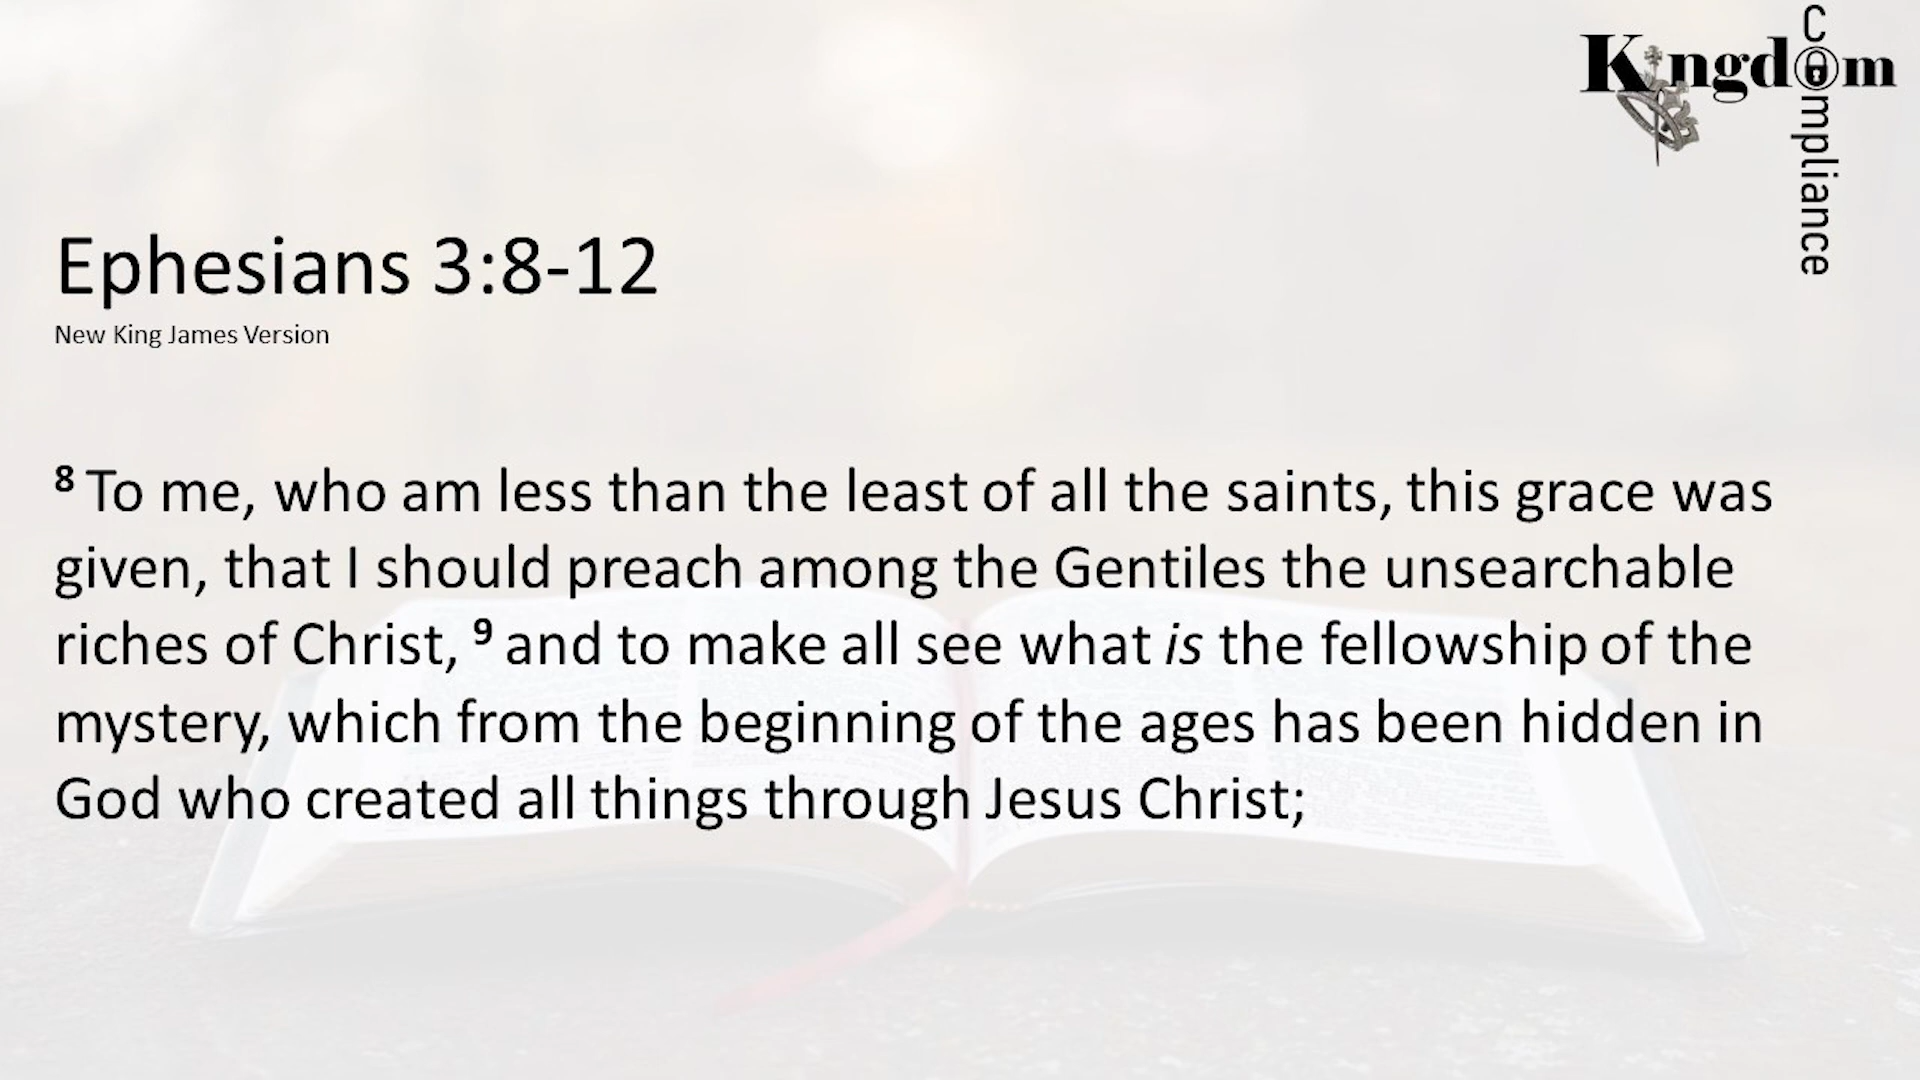 Kingdom
Compliance
Ephesians 3:8-12
New King James Version
8 To me, who am less than the least of all the saints, this grace was
given, that I should preach among the Gentiles the unsearchable
riches of Christ, 9 and to make all see what is the fellowship of the
mystery, which from the beginning of the ages has been hidden in
God who created all things through Jesus Christ;